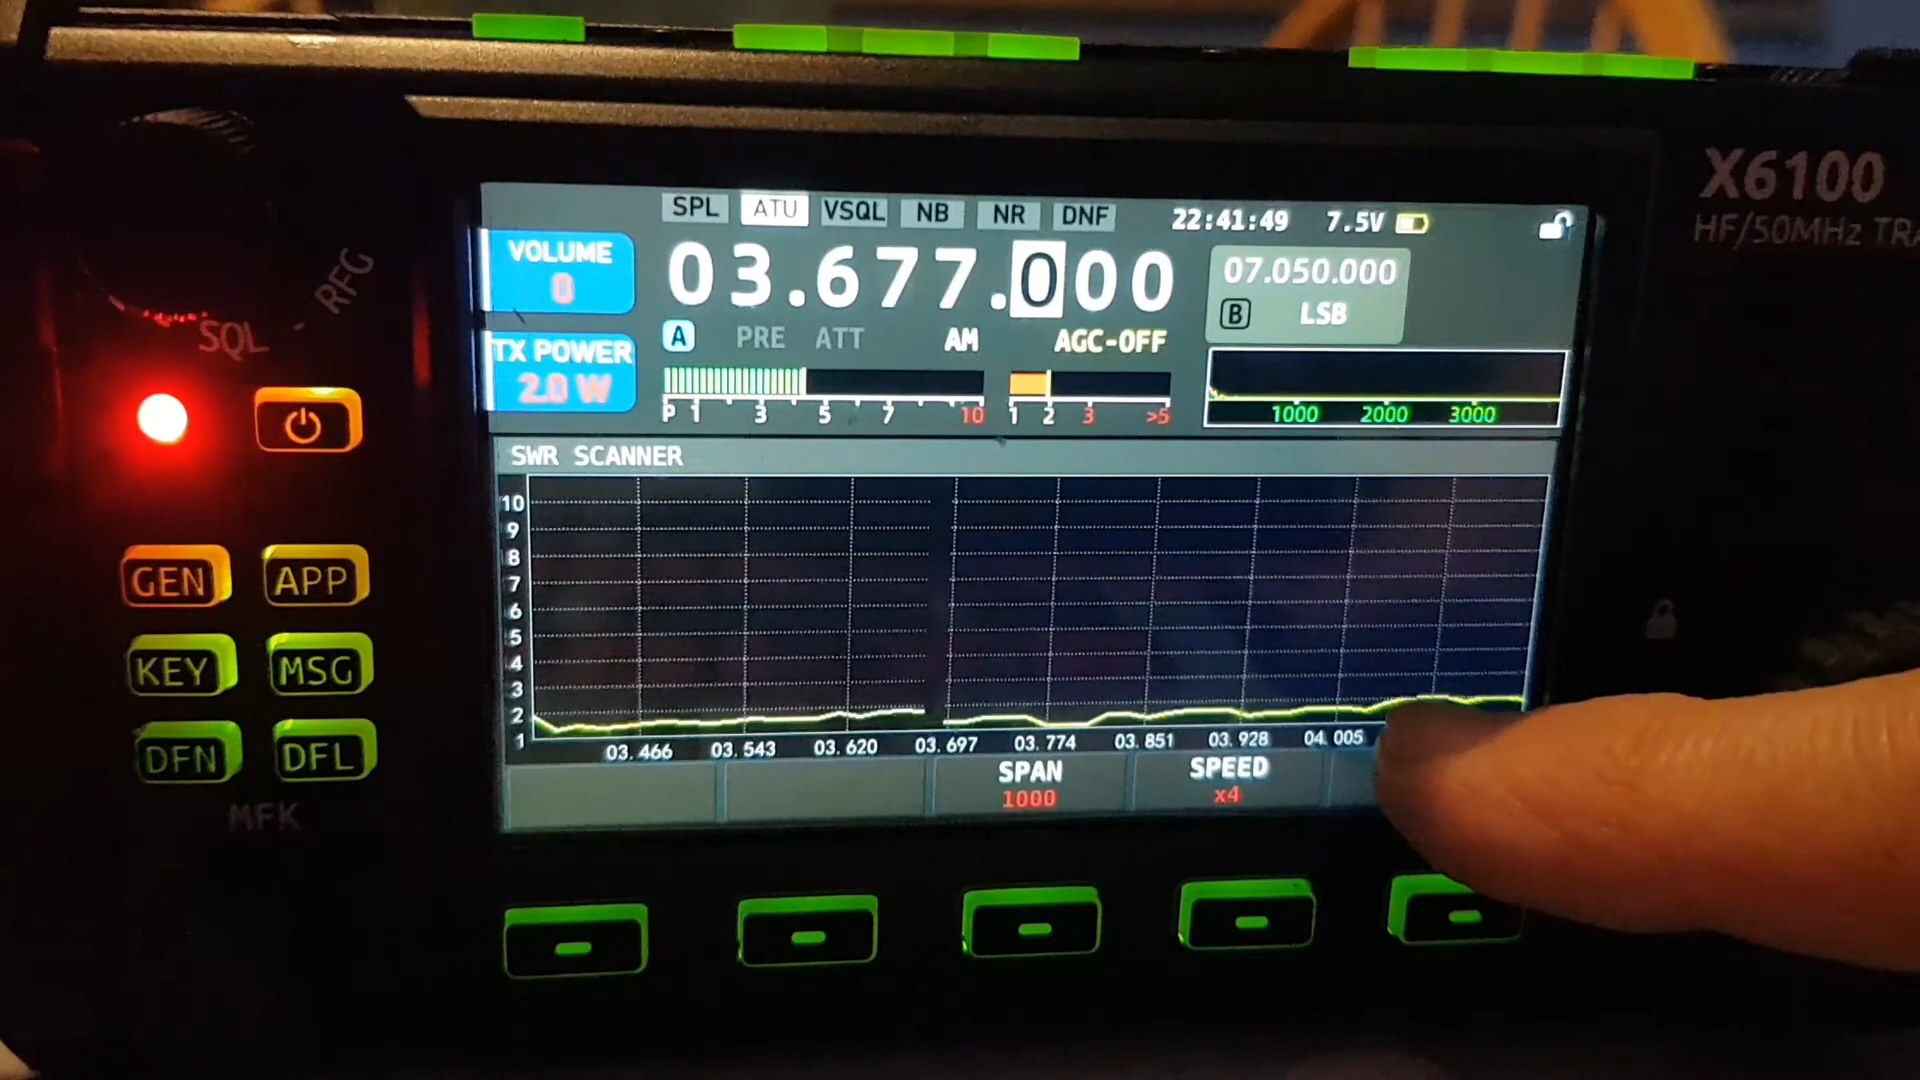 X6100
HF/50MHz TRA
SPL ATU VSQL NB NR DNF 22:41:49 7.5V
VOLUME
0
03.677.000
07.050.000
B LSB
TX POWER
2.0 W
A PRE ATT AM AGC-OFF
P 1 3 5 7 10
1 2 3 >5
1000 2000 3000
SQL - RFG
SWR SCANNER
10
9
8
7
6
5
4
3
2
1
03.466 03.543 03.620 03.697 03.774 03.851 03.928 04.005
SPAN
1000
SPEED
x4
GEN APP
KEY MSG
DFN DFL
MFK